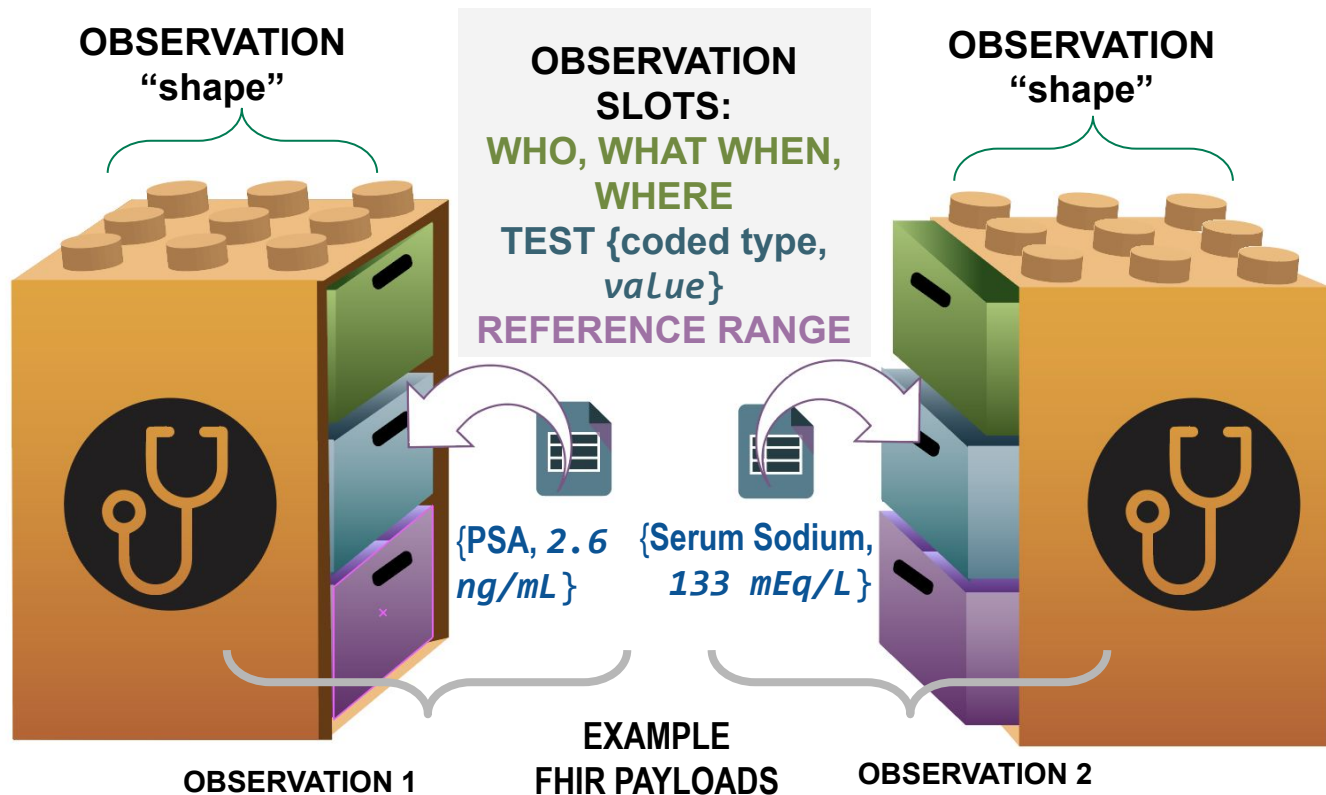 OBSERVATION
“shape”
OBSERVATION
SLOTS:
WHO, WHAT WHEN,
WHERE
TEST {coded type,
value}
REFERENCE RANGE
OBSERVATION
“shape”
{PSA, 2.6
ng/mL}
{Serum Sodium,
133 mEq/L}
OBSERVATION 1
EXAMPLE
FHIR PAYLOADS
OBSERVATION 2